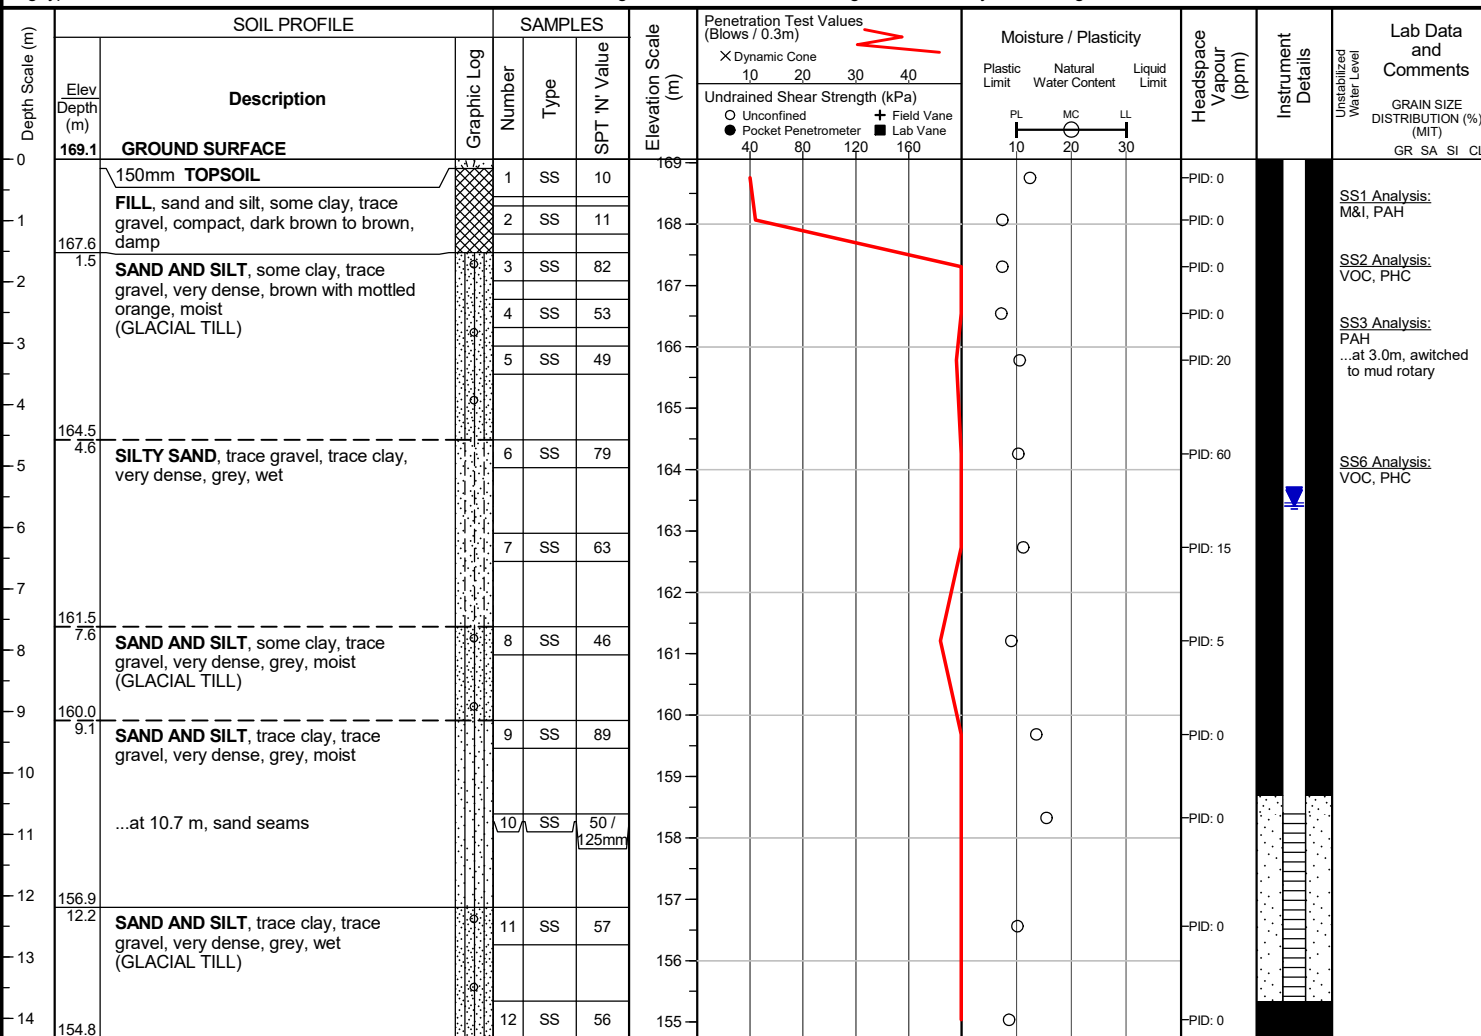 SOIL PROFILE
SAMPLES
Depth Scale (m)
Elev
Depth
(m)
169.1
Description
GROUND SURFACE
Graphic Log
Number
Type
SPT 'N' Value
Elevation Scale
(m)
Penetration Test Values
(Blows / 0.3m)
× Dynamic Cone
10 20 30 40
Undrained Shear Strength (kPa)
Unconfined + Field Vane
Pocket Penetrometer Lab Vane
40 80 120 160
Moisture / Plasticity
Plastic Natural Liquid
Limit Water Content Limit
PL MC LL
10 20 30
Headspace
Vapour
(ppm)
Instrument
Details
Unstabilized
Water Level
Lab Data
and
Comments
GRAIN SIZE
DISTRIBUTION (%)
(MIT)
GR SA SI CL
0
150mm TOPSOIL
1 SS 10
169
PID: 0
FILL, sand and silt, some clay, trace
gravel, compact, dark brown to brown,
damp
SS1 Analysis:
M&I, PAH
1
2 SS 11
168
PID: 0
167.6
1.5
SAND AND SILT, some clay, trace
gravel, very dense, brown with mottled
orange, moist
(GLACIAL TILL)
3 SS 82
PID: 0
SS2 Analysis:
VOC, PHC
2
167
4 SS 53
PID: 0
SS3 Analysis:
PAH
...at 3.0m, awitched
to mud rotary
3
166
5 SS 49
PID: 20
4
165
164.5
4.6
SILTY SAND, trace gravel, trace clay,
very dense, grey, wet
6 SS 79
PID: 60
SS6 Analysis:
VOC, PHC
5
164
6
163
7 SS 63
PID: 15
7
162
161.5
7.6
SAND AND SILT, some clay, trace
gravel, very dense, grey, moist
(GLACIAL TILL)
8 SS 46
PID: 5
8
161
9
160
160.0
9.1
SAND AND SILT, trace clay, trace
gravel, very dense, grey, moist
9 SS 89
PID: 0
10
159
...at 10.7 m, sand seams
10 SS 50 /
125mm
PID: 0
11
158
12
157
156.9
12.2
SAND AND SILT, trace clay, trace
gravel, very dense, grey, wet
(GLACIAL TILL)
11 SS 57
PID: 0
13
156
14
12 SS 56
155
PID: 0
154.8